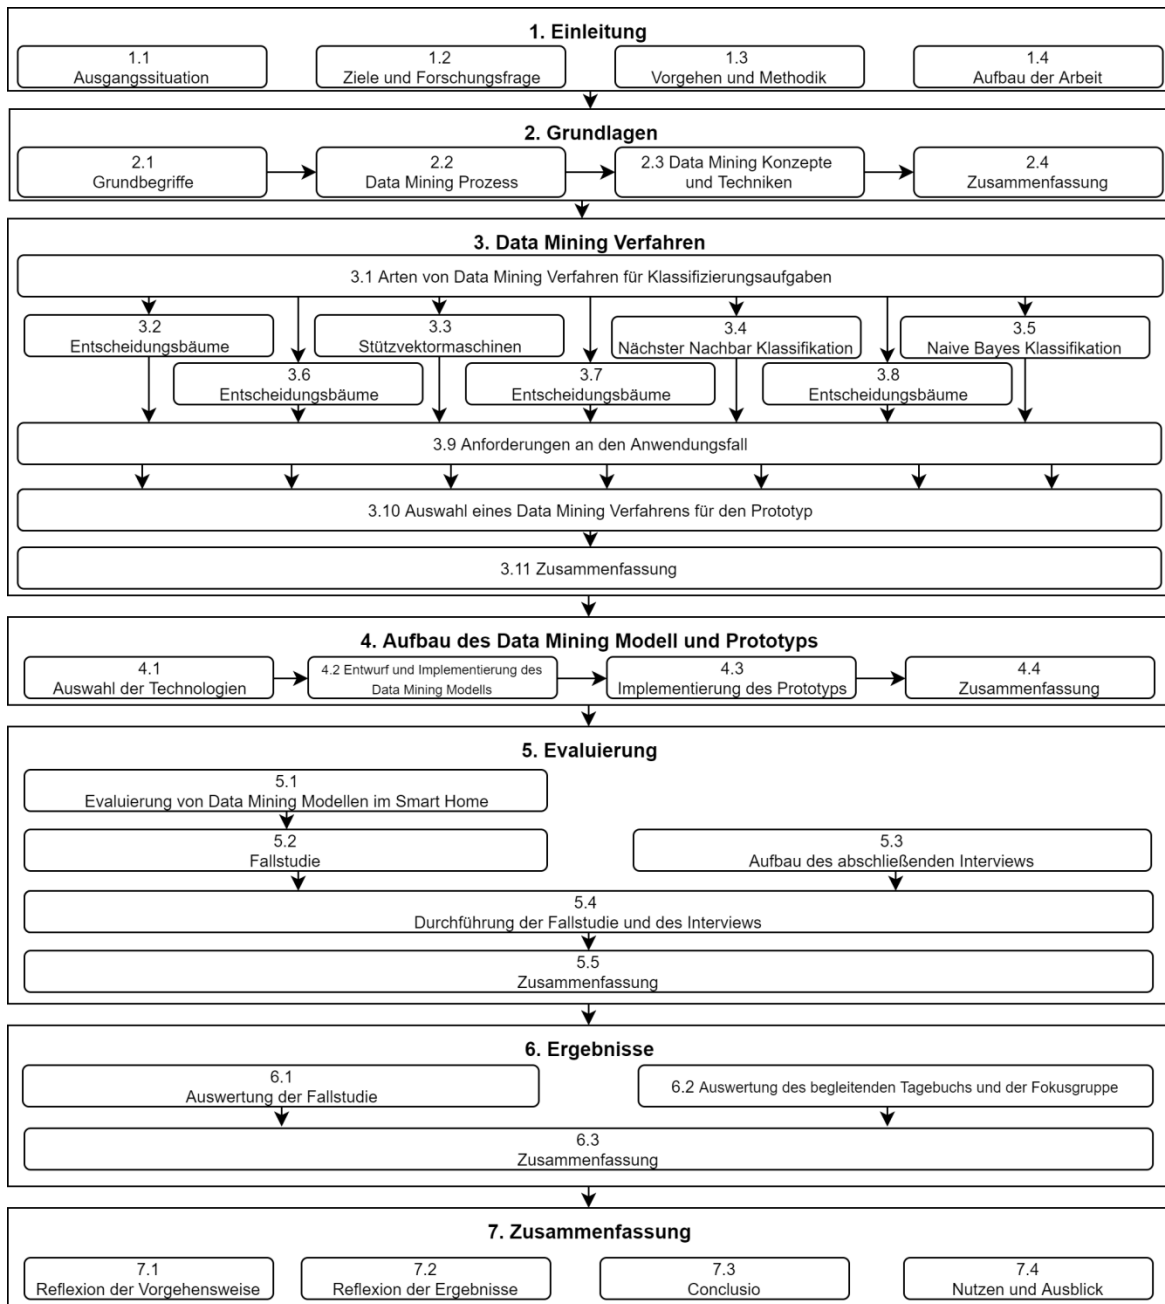 1. Einleitung
1.1
Ausgangssituation
1.2
Ziele und Forschungsfrage
1.3
Vorgehen und Methodik
1.4
Aufbau der Arbeit
2. Grundlagen
2.1
Grundbegriffe
2.2
Data Mining Prozess
2.3 Data Mining Konzepte
und Techniken
2.4
Zusammenfassung
3. Data Mining Verfahren
3.1 Arten von Data Mining Verfahren für Klassifizierungsaufgaben
3.2
Entscheidungsbäume
3.3
Stützvektormaschinen
3.4
Nächster Nachbar Klassifikation
3.5
Naive Bayes Klassifikation
3.6
Entscheidungsbäume
3.7
Entscheidungsbäume
3.8
Entscheidungsbäume
3.9 Anforderungen an den Anwendungsfall
3.10 Auswahl eines Data Mining Verfahrens für den Prototyp
3.11 Zusammenfassung
4. Aufbau des Data Mining Modell und Prototyps
4.1
Auswahl der Technologien
4.2 Entwurf und Implementierung des
Data Mining Modells
4.3
Implementierung des Prototyps
4.4
Zusammenfassung
5. Evaluierung
5.1
Evaluierung von Data Mining Modellen im Smart Home
5.2
Fallstudie
5.3
Aufbau des abschließenden Interviews
5.4
Durchführung der Fallstudie und des Interviews
5.5
Zusammenfassung
6. Ergebnisse
6.1
Auswertung der Fallstudie
6.2 Auswertung des begleitenden Tagebuchs und der Fokusgruppe
6.3
Zusammenfassung
7. Zusammenfassung
7.1
Reflexion der Vorgehensweise
7.2
Reflexion der Ergebnisse
7.3
Conclusio
7.4
Nutzen und Ausblick